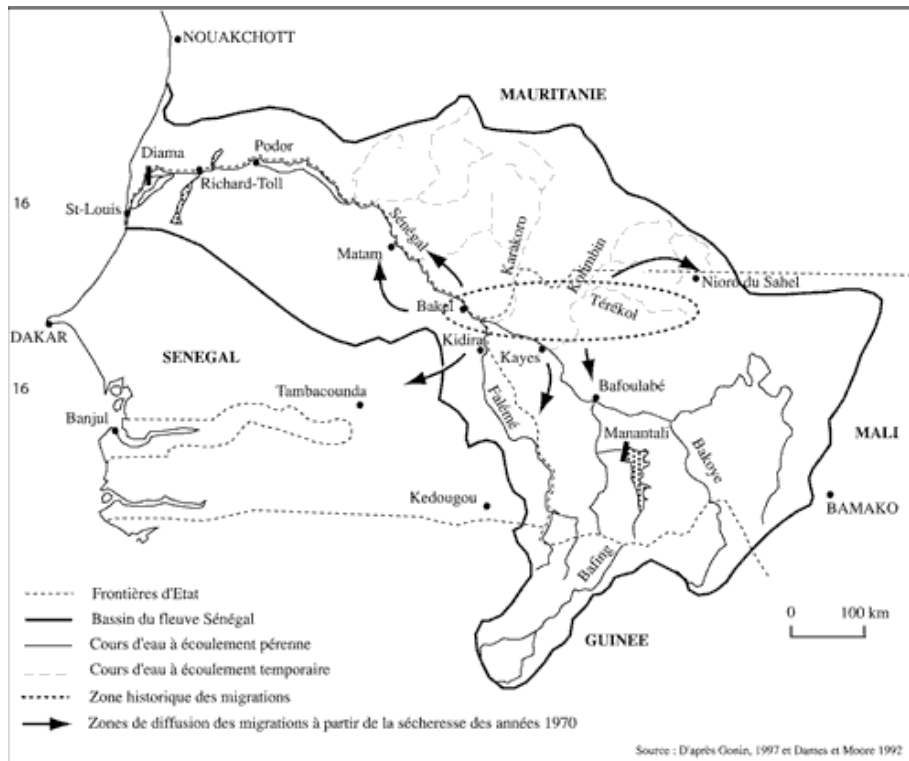 NOUAKCHOTT
MAURITANIE
Podor
Diama
Richard-Toll
16
St-Louis
Sénégal
Karakoro
Kolimbin
Matam
Nioro du Sahel
Térékol
Bakel
DAKAR
Kidira
Kayes
SENEGAL
16
Tambacounda
Bafoulabé
Falémé
Banjul
MALI
Manantali
Bakoye
Kedougou
BAMAKO
Bafing
Frontières d'Etat
0 100 km
Bassin du fleuve Sénégal
GUINEE
Cours d'eau à écoulement pérenne
Cours d'eau à écoulement temporaire
Zone historique des migrations
Zones de diffusion des migrations à partir de la sécheresse des années 1970
Source : D'après Gonin, 1997 et Dames et Moore 1992